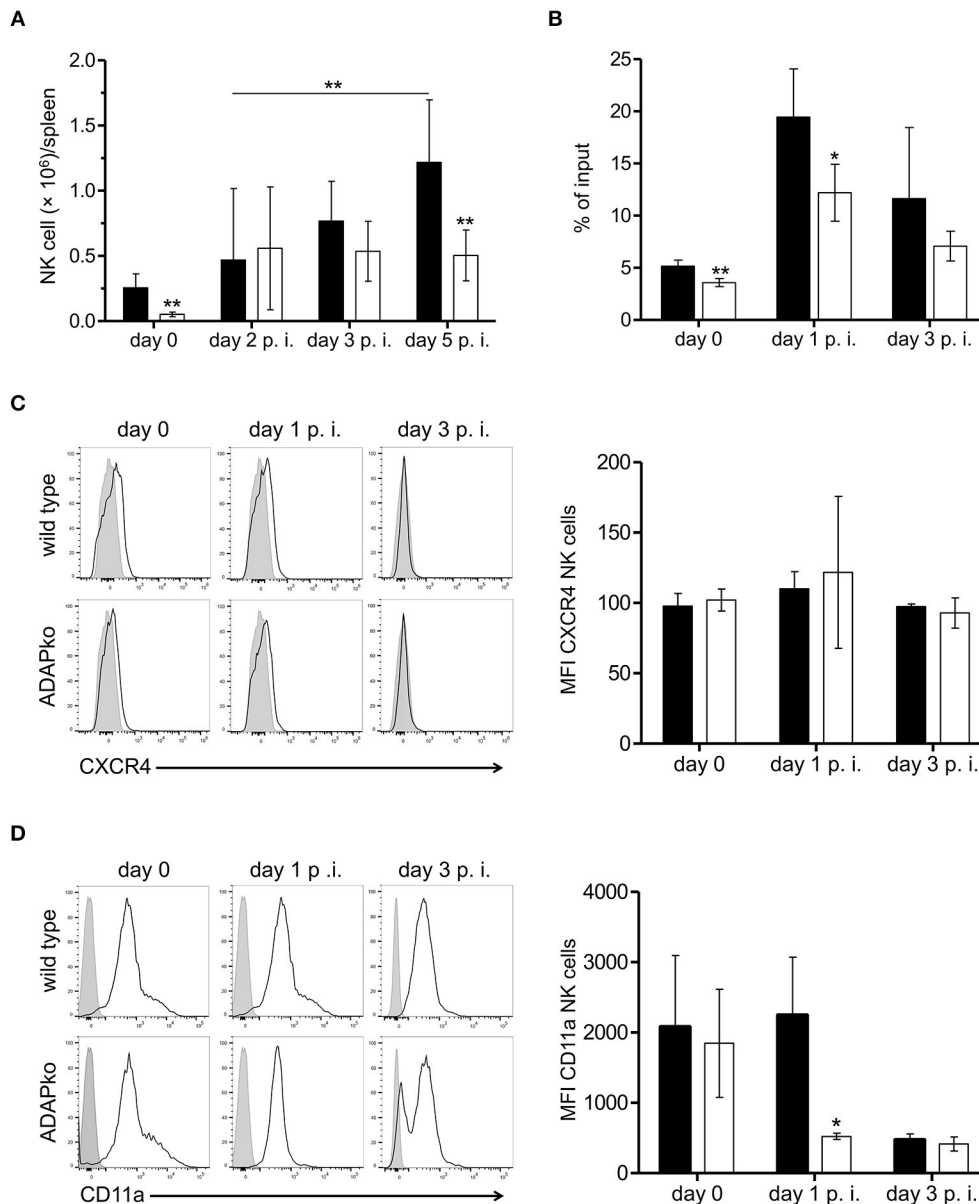 A
NK cell (× 10⁶)/spleen
2.0
1.5
1.0
0.5
0.0
**
**
**
day 0 day 2 p. i. day 3 p. i. day 5 p. i.
B
% of input
25
20
15
10
5
0
**
*
day 0 day 1 p. i. day 3 p. i.
C
day 0 day 1 p. i. day 3 p. i.
wild type
ADAPko
CXCR4
MFI CXCR4 NK cells
200
150
100
50
0
day 0 day 1 p. i. day 3 p. i.
D
day 0 day 1 p .i. day 3 p. i.
wild type
ADAPko
CD11a
MFI CD11a NK cells
4000
3000
2000
1000
0
*
day 0 day 1 p. i. day 3 p. i.